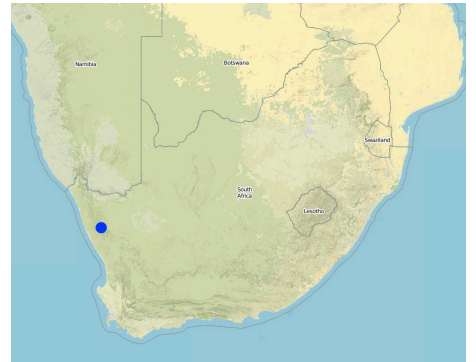 Namibia
Botswana
Swaziland
South
Africa
Lesotho